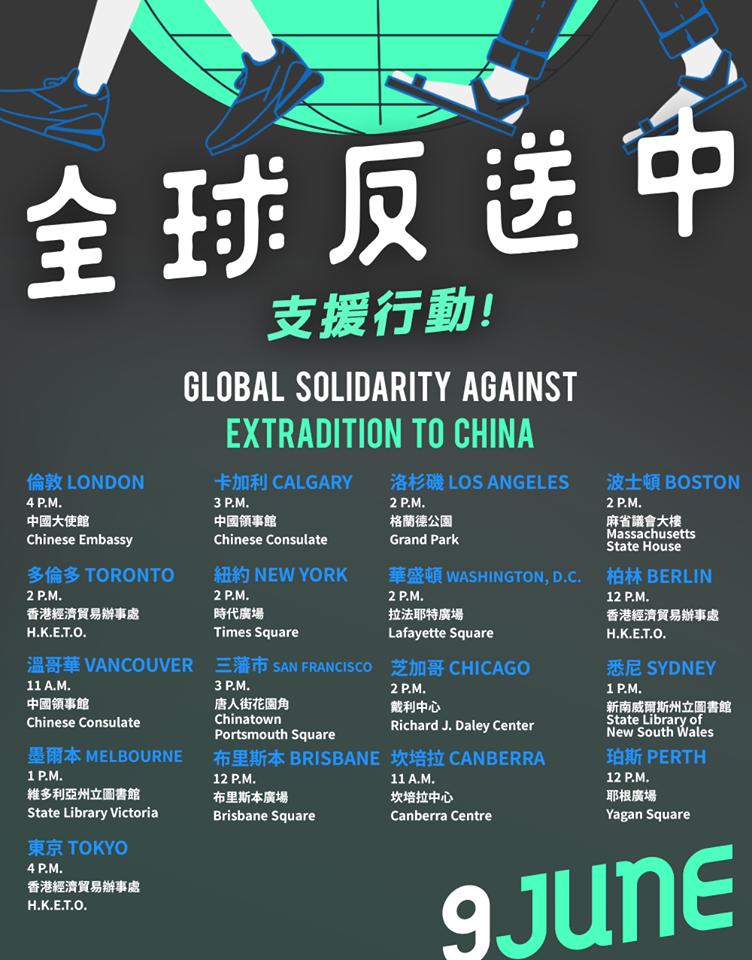 全球反送中
支援行動!
GLOBAL SOLIDARITY AGAINST
EXTRADITION TO CHINA
倫敦 LONDON
4 P.M.
中國大使館
Chinese Embassy
卡加利 CALGARY
3 P.M.
中國領事館
Chinese Consulate
洛杉磯 LOS ANGELES
2 P.M.
格蘭德公園
Grand Park
波士頓 BOSTON
2 P.M.
麻省議會大樓
Massachusetts
State House
多倫多 TORONTO
2 P.M.
香港經濟貿易辦事處
H.K.E.T.O.
紐約 NEW YORK
2 P.M.
時代廣場
Times Square
華盛頓 WASHINGTON, D.C.
2 P.M.
拉法耶特廣場
Lafayette Square
柏林 BERLIN
12 P.M.
香港經濟貿易辦事處
H.K.E.T.O.
溫哥華 VANCOUVER
11 A.M.
中國領事館
Chinese Consulate
三藩市 SAN FRANCISCO
3 P.M.
唐人街花園角
Chinatown
Portsmouth Square
芝加哥 CHICAGO
2 P.M.
戴利中心
Richard J. Daley Center
悉尼 SYDNEY
1 P.M.
新南威爾斯州立圖書館
State Library of
New South Wales
墨爾本 MELBOURNE
1 P.M.
維多利亞州立圖書館
State Library Victoria
布里斯本 BRISBANE
12 P.M.
布里斯本廣場
Brisbane Square
坎培拉 CANBERRA
11 A.M.
坎培拉中心
Canberra Centre
珀斯 PERTH
12 P.M.
耶根廣場
Yagan Square
東京 TOKYO
4 P.M.
香港經濟貿易辦事處
H.K.E.T.O.
9 JUNE